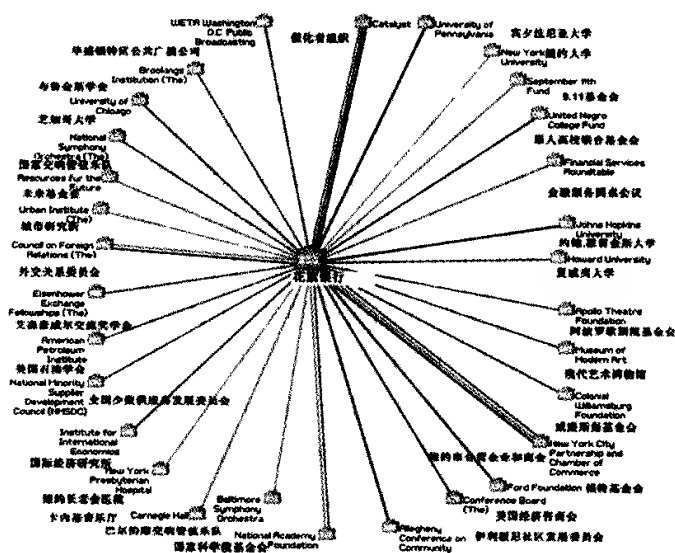 WETA Washington
D.C Public
Broadcasting
华盛顿特区公共广播公司
Catalyst
催化者组织
University of
Pennsylvania
宾夕法尼亚大学
Brookings
Institution (The)
布鲁金斯学会
New York
University
纽约大学
University of
Chicago
芝加哥大学
September 11th
Fund
9.11基金会
National
Symphony
Orchestra (The)
国家交响管弦乐队
United Negro
College Fund
黑人高校联合基金会
Resources for the
Future
未来基金会
Financial Services
Roundtable
金融服务圆桌会议
Urban Institute
(The)
城市研究所
Johns Hopkins
University
约翰.霍普金斯大学
Council on Foreign
Relations (The)
外交关系委员会
Howard University
霍威德大学
花旗银行
Eisenhower
Exchange
Fellowships (The)
艾森豪威尔交流奖学会
Apollo Theatre
Foundation
阿波罗歌剧院基金会
American
Petroleum
Institute
美国石油学会
Museum of
Modern Art
现代艺术博物馆
National Minority
Supplier
Development
Council (NMSDC)
全国少数供应商发展委员会
Colonial
Williamsburg
Foundation
威廉斯堡基金会
Institute for
International
Economics
国际经济研究所
New York City
Partnership and
Chamber of
Commerce
纽约市合营企业和商会
New York
Presbyterian
Hospital
纽约长老会医院
Ford Foundation
福特基金会
Carnegie Hall
卡内基音乐厅
Baltimore
Symphony
Orchestra
巴尔的摩交响管弦乐队
Conference Board
(The)
美国经济咨商会
National Academy
Foundation
国家科学院基金会
Allegheny
Conference on
Community
伊利根尼社区发展委员会